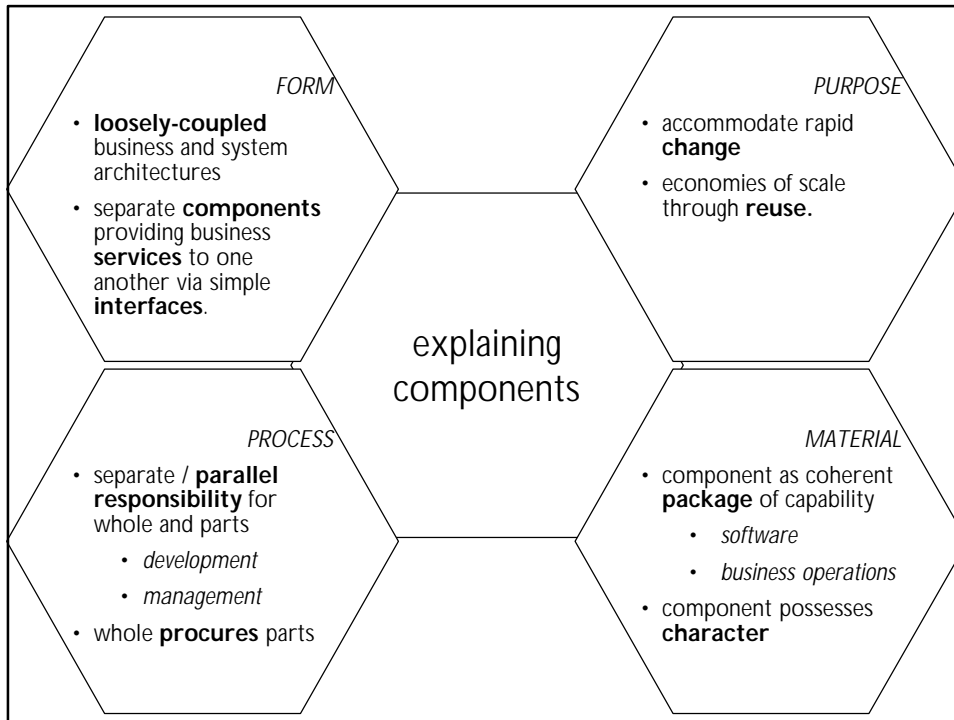 FORM
• loosely-coupled
business and system
architectures
• separate components
providing business
services to one
another via simple
interfaces.
PURPOSE
• accommodate rapid
change
• economies of scale
through reuse.
explaining
components
PROCESS
• separate / parallel
responsibility for
whole and parts
• development
• management
• whole procures parts
MATERIAL
• component as coherent
package of capability
• software
• business operations
• component possesses
character